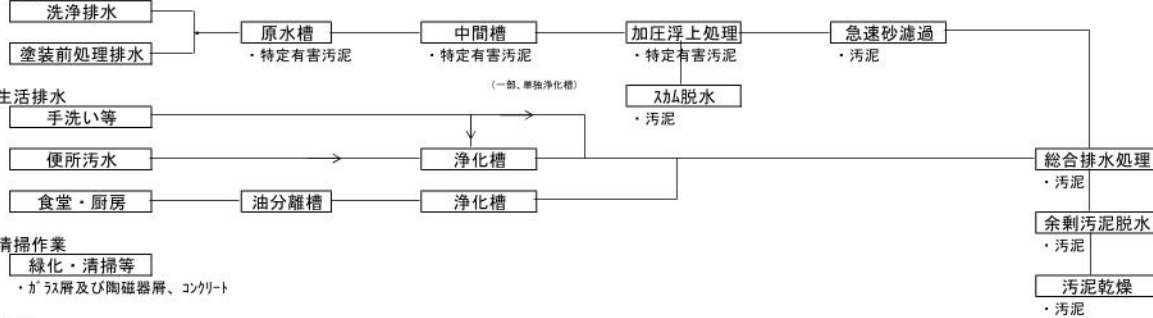 洗浄排水
塗装前処理排水
原水槽
・特定有害汚泥
中間槽
・特定有害汚泥
加圧浮上処理
・特定有害汚泥
急速砂濾過
・汚泥
スカム脱水
・汚泥
生活排水
(一部、単独浄化槽)
手洗い等
便所汚水
浄化槽
総合排水処理
・汚泥
食堂・厨房
油分離槽
浄化槽
余剰汚泥脱水
・汚泥
清掃作業
緑化・清掃等
・ガラス屑及び陶磁器屑、コンクリート
汚泥乾燥
・汚泥